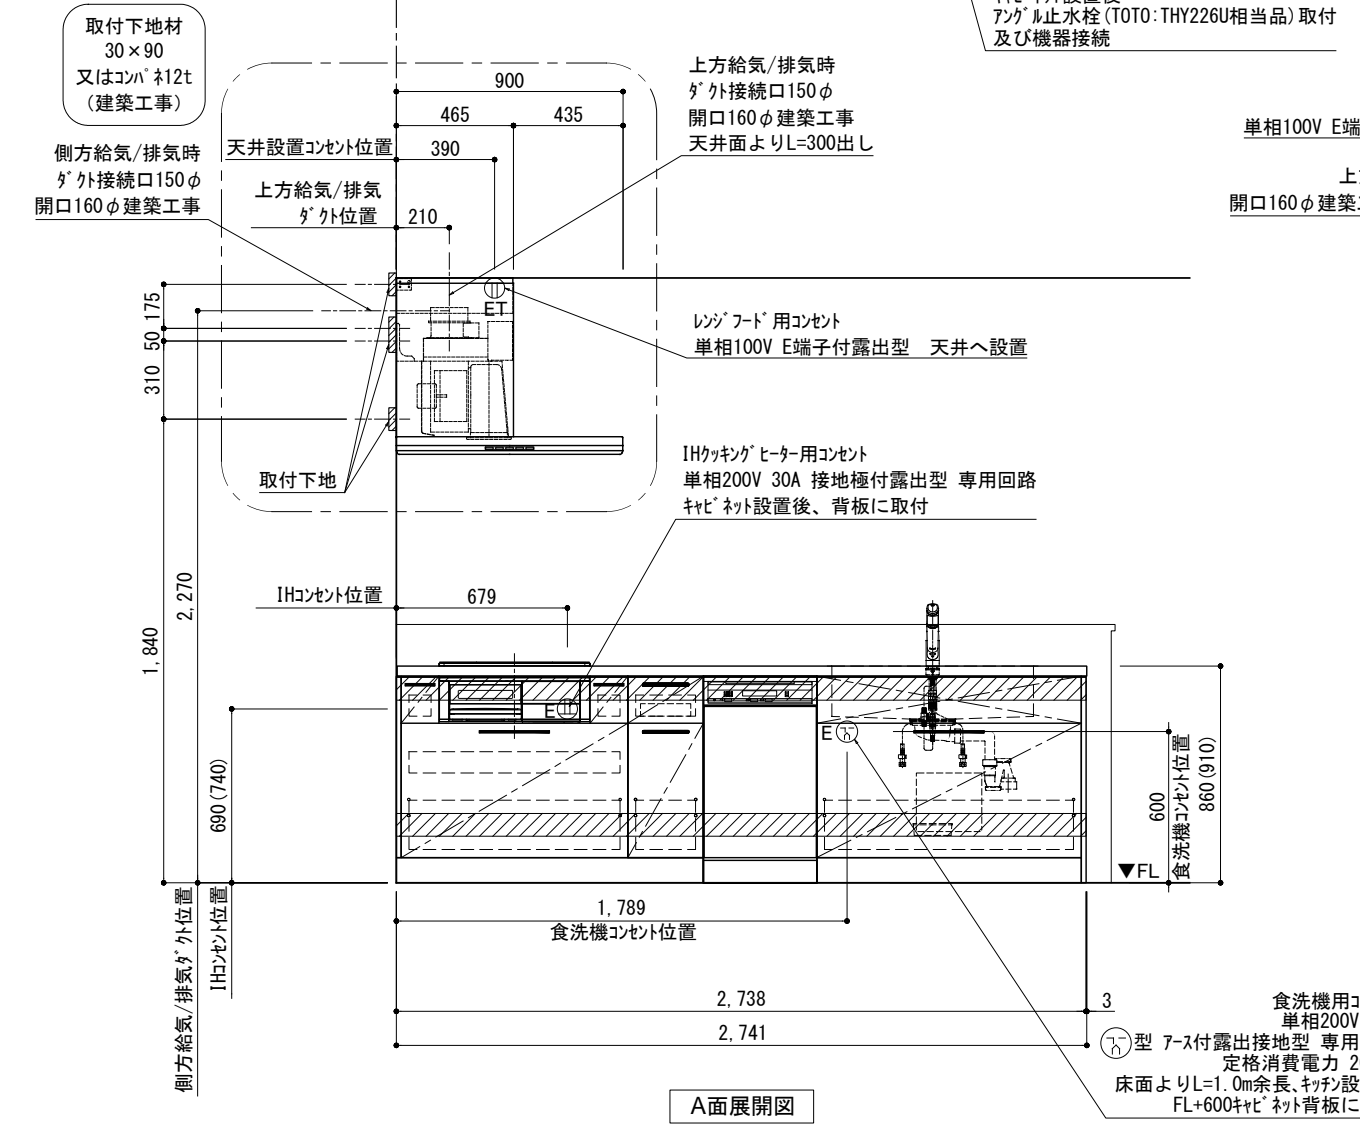 ｷｬﾋﾞﾈｯﾄ設置後
ｱﾝｸﾞﾙ止水栓(TOTO:THY226U相当品)取付
及び機器接続
取付下地材
30×90
又はｺﾝﾊﾟﾈ12t
(建築工事)
側方給気/排気時
ﾀﾞｸﾄ接続口150φ
開口160φ建築工事
上方給気/排気時
ﾀﾞｸﾄ接続口150φ
開口160φ建築工事
天井面よりL=300出し
900
465
435
天井設置ｺﾝｾﾝﾄ位置
390
上方給気/排気
ﾀﾞｸﾄ位置
210
単相100V E端
上
開口160φ建築
175
50
310
ET
ﾚﾝｼﾞﾌｰﾄﾞ用ｺﾝｾﾝﾄ
単相100V E端子付露出型 天井へ設置
取付下地
IHｸｯｷﾝｸﾞﾋｰﾀｰ用ｺﾝｾﾝﾄ
単相200V 30A 接地極付露出型 専用回路
ｷｬﾋﾞﾈｯﾄ設置後、背板に取付
IHｺﾝｾﾝﾄ位置
679
2,270
1,840
690(740)
E
E
600
食洗機ｺﾝｾﾝﾄ位置
860(910)
▼FL
側方給気/排気ﾀﾞｸﾄ位置
IHｺﾝｾﾝﾄ位置
1,789
食洗機ｺﾝｾﾝﾄ位置
2,738
3
2,741
食洗機用ｺ
単相200V
型 ｱｰｽ付露出接地型 専用
定格消費電力 2
床面よりL=1.0m余長､ｷｯﾁﾝ設
FL+600ｷｬﾋﾞﾈｯﾄ背板に
A面展開図